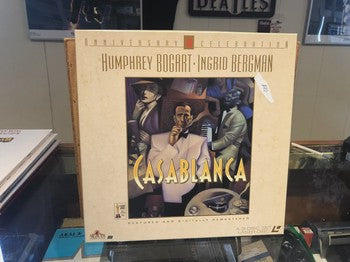 BEATLES
ANNIVERSARY CELEBRATION
HUMPHREY BOGART · INGRID BERGMAN
CASABLANCA
RESTORED AND DIGITALLY REMASTERED